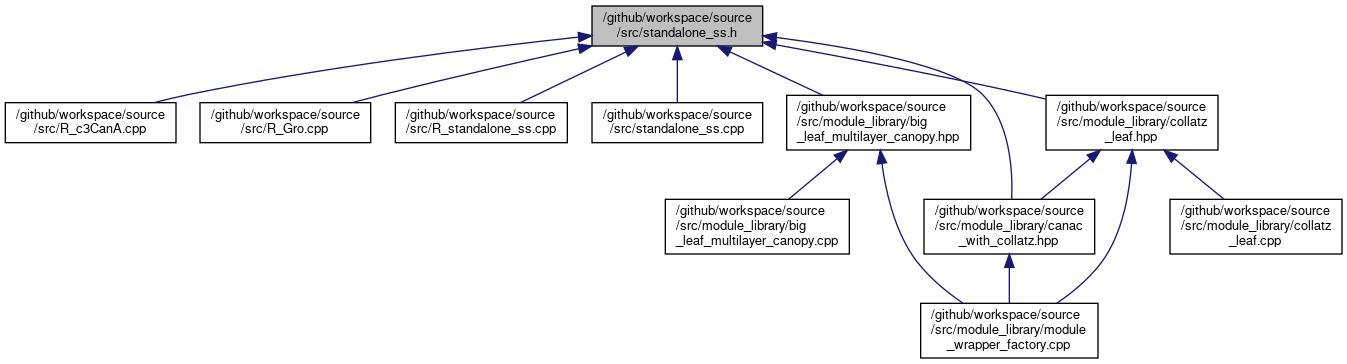 /github/workspace/source
/src/standalone_ss.h
/github/workspace/source
/src/R_c3CanA.cpp
/github/workspace/source
/src/R_Gro.cpp
/github/workspace/source
/src/R_standalone_ss.cpp
/github/workspace/source
/src/standalone_ss.cpp
/github/workspace/source
/src/module_library/big
_leaf_multilayer_canopy.hpp
/github/workspace/source
/src/module_library/collatz
_leaf.hpp
/github/workspace/source
/src/module_library/big
_leaf_multilayer_canopy.cpp
/github/workspace/source
/src/module_library/canac
_with_collatz.hpp
/github/workspace/source
/src/module_library/collatz
_leaf.cpp
/github/workspace/source
/src/module_library/module
_wrapper_factory.cpp